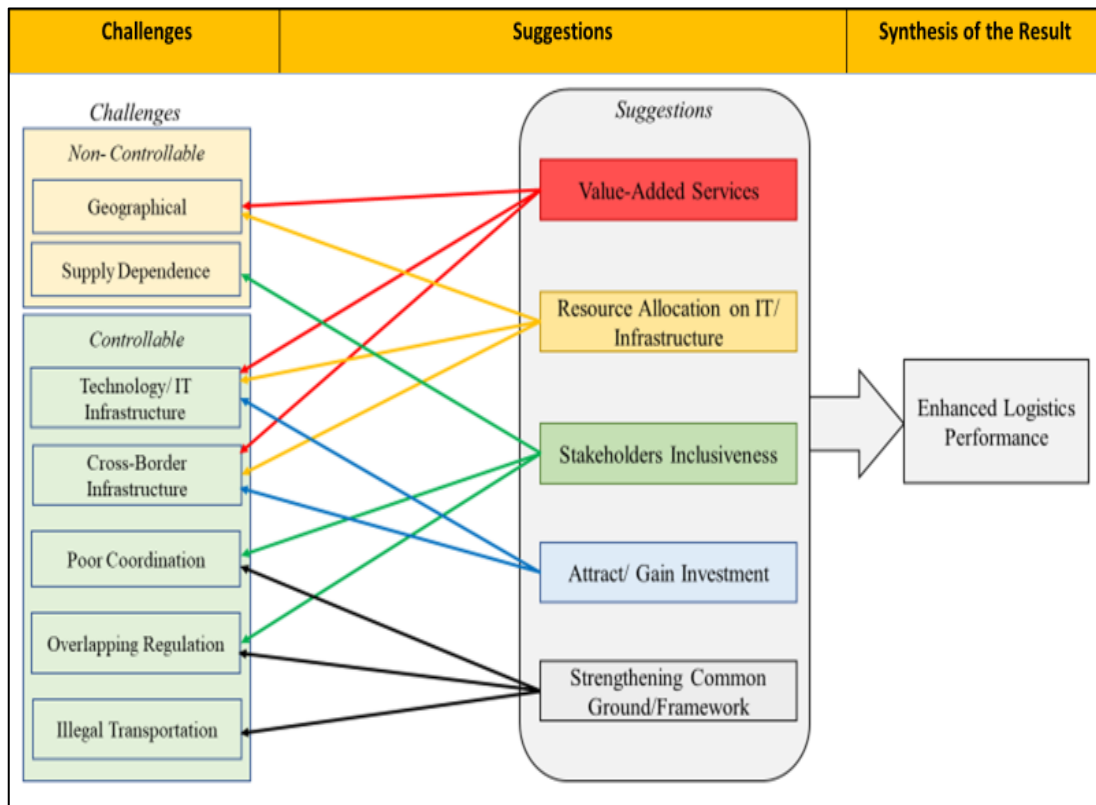 Challenges
Suggestions
Synthesis of the Result
Challenges
Non- Controllable
Geographical
Supply Dependence
Controllable
Technology/ IT
Infrastructure
Cross-Border
Infrastructure
Poor Coordination
Overlapping Regulation
Illegal Transportation
Suggestions
Value-Added Services
Resource Allocation on IT/
Infrastructure
Stakeholders Inclusiveness
Attract/ Gain Investment
Strengthening Common
Ground/Framework
Enhanced Logistics
Performance